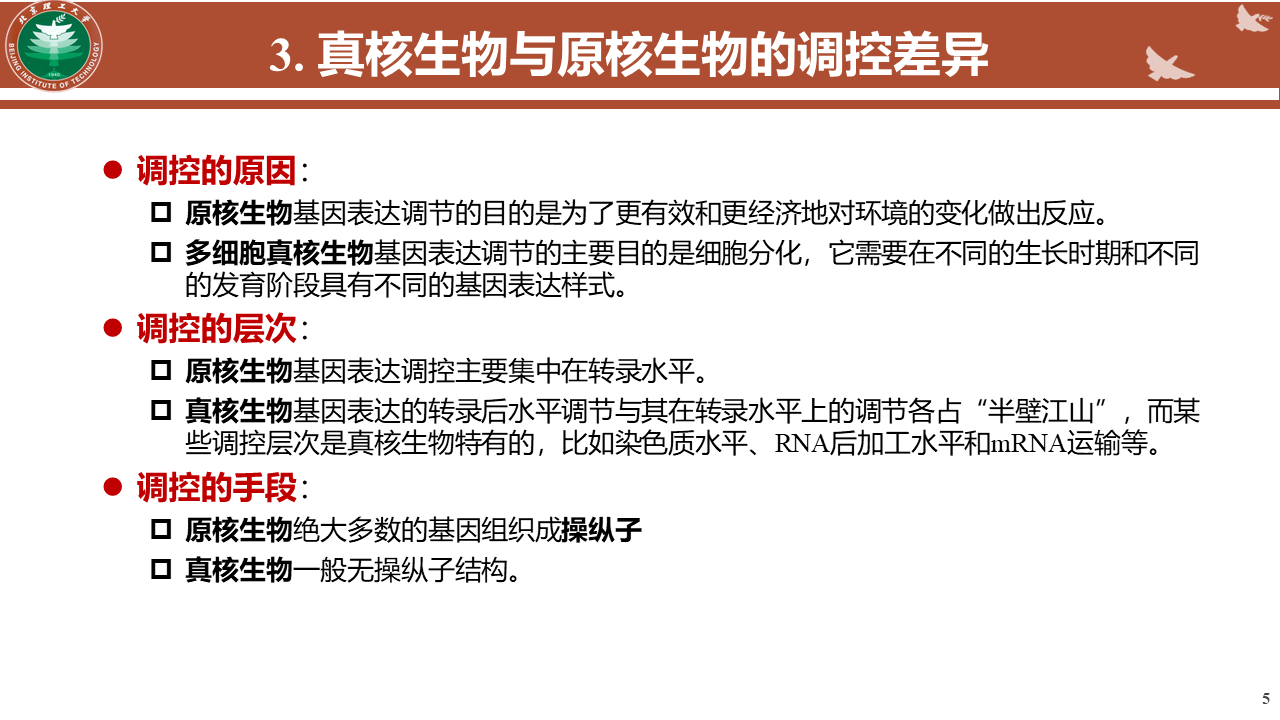 北京理工大学
BEIJING INSTITUTE OF TECHNOLOGY
1940
3. 真核生物与原核生物的调控差异
调控的原因：
原核生物基因表达调节的目的是为了更有效和更经济地对环境的变化做出反应。
多细胞真核生物基因表达调节的主要目的是细胞分化，它需要在不同的生长时期和不同
的发育阶段具有不同的基因表达样式。
调控的层次：
原核生物基因表达调控主要集中在转录水平。
真核生物基因表达的转录后水平调节与其在转录水平上的调节各占“半壁江山”，而某
些调控层次是真核生物特有的，比如染色质水平、RNA后加工水平和mRNA运输等。
调控的手段：
原核生物绝大多数的基因组织成操纵子
真核生物一般无操纵子结构。
5